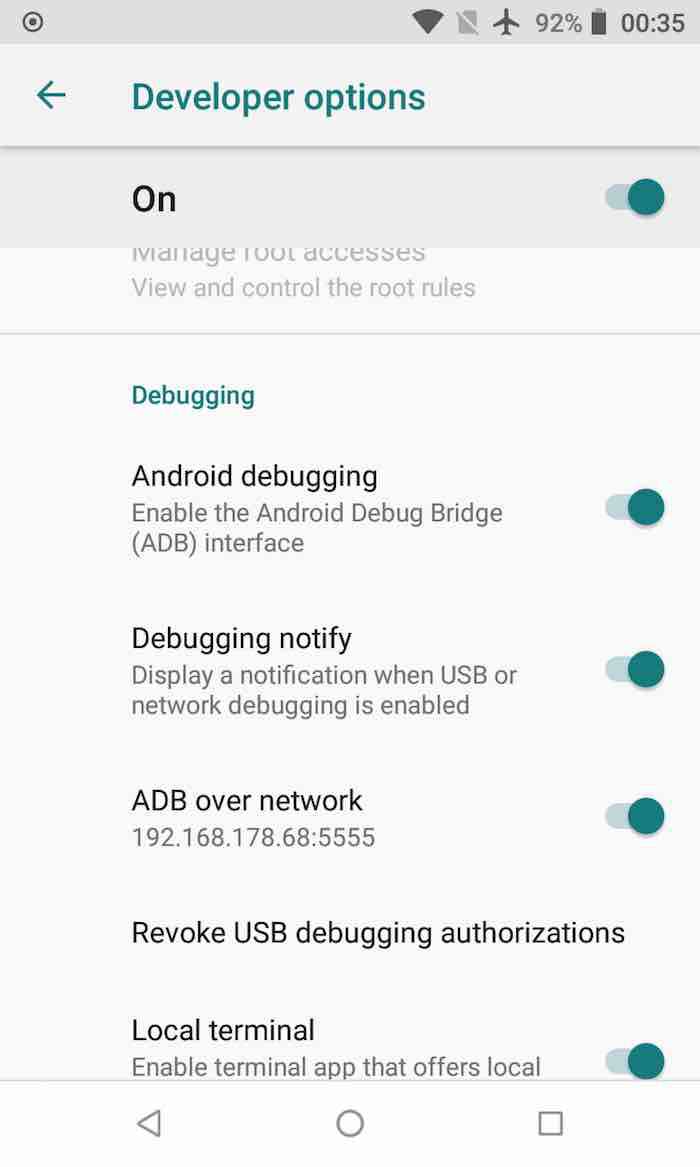 92% 00:35
Developer options
On
Manage root accesses
View and control the root rules
Debugging
Android debugging
Enable the Android Debug Bridge
(ADB) interface
Debugging notify
Display a notification when USB or
network debugging is enabled
ADB over network
192.168.178.68:5555
Revoke USB debugging authorizations
Local terminal
Enable terminal app that offers local